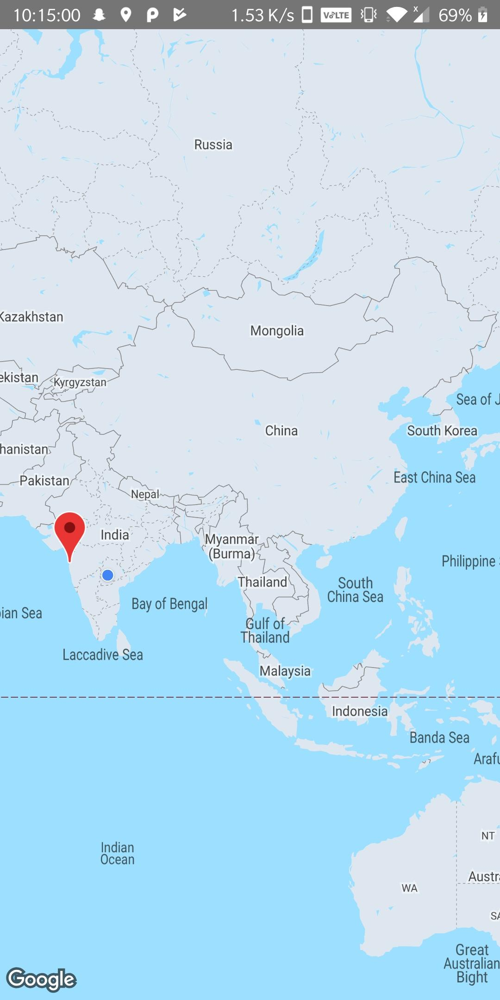 10:15:00 1.53 K/s VoLTE x 69%
Russia
Kazakhstan
Mongolia
ekistan
Kyrgyzstan
Sea of J
China
South Korea
hanistan
East China Sea
Pakistan
Nepal
India
Myanmar
(Burma)
Philippine
Thailand
South
China Sea
Bay of Bengal
ian Sea
Gulf of
Thailand
Laccadive Sea
Malaysia
Indonesia
Banda Sea
Arafu
NT
Indian
Ocean
Austra
WA
SA
Great
Australian
Bight
Google